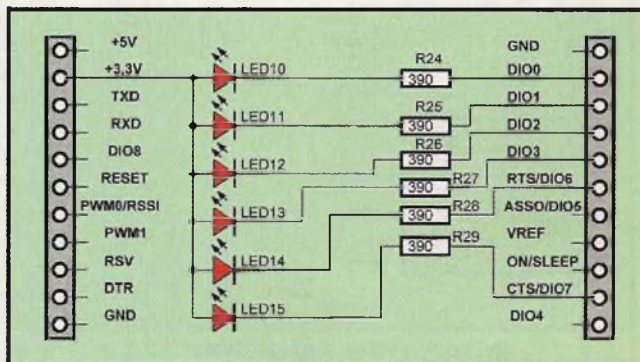 +5V
+3,3V
TXD
RXD
DIO8
RESET
PWM0/RSSI
PWM1
RSV
DTR
GND
LED10
LED11
LED12
LED13
LED14
LED15
R24
390
R25
390
R26
390
R27
390
R28
390
R29
390
GND
DIO0
DIO1
DIO2
DIO3
RTS/DIO6
ASSO/DIO5
VREF
ON/SLEEP
CTS/DIO7
DIO4